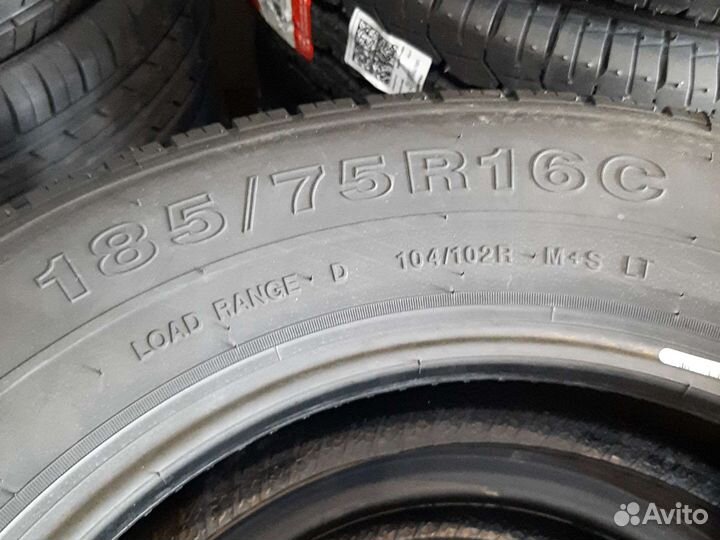 185/75R16C
LOAD RANGE D 104/102R M+S LT
Avito